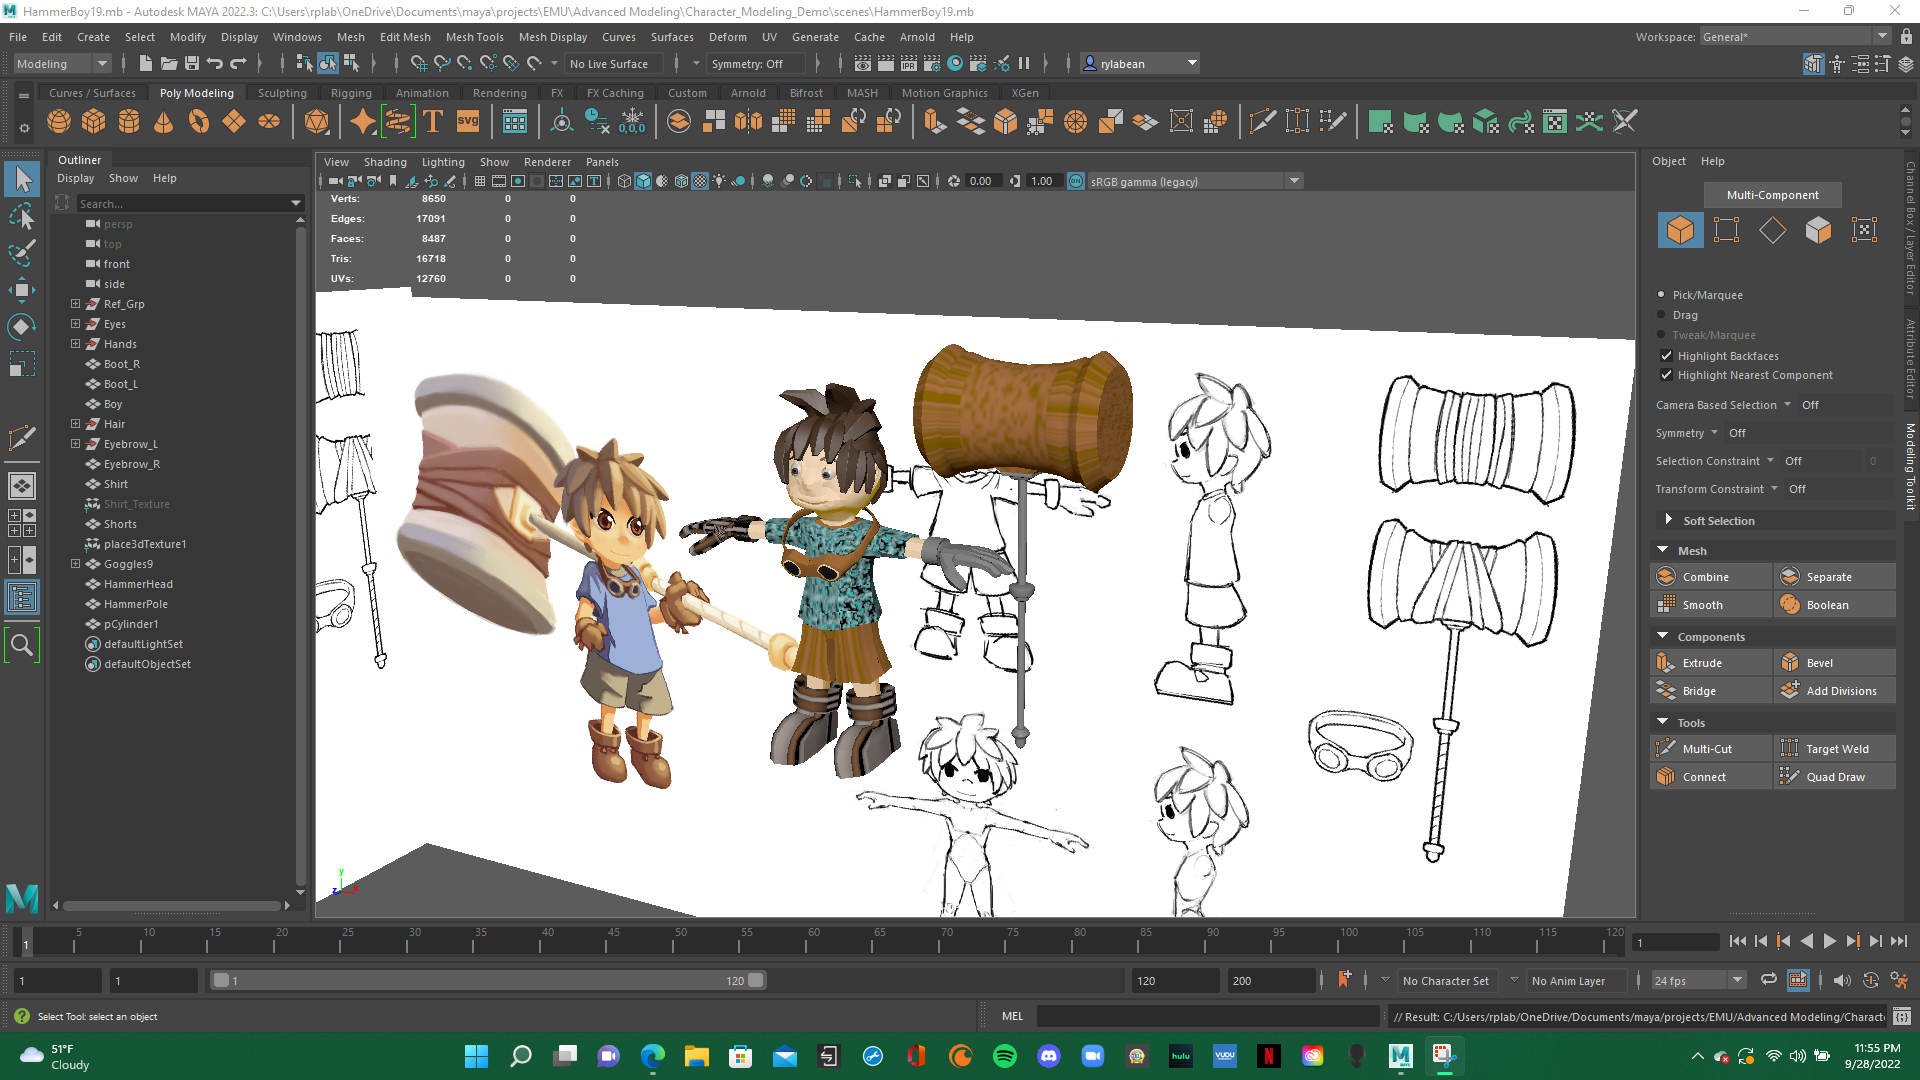 HammerBoy19.mb - Autodesk MAYA 2022.3: C:\Users\rplab\OneDrive\Documents\maya\projects\EMU\Advanced Modeling\Character_Modeling_Demo\scenes\HammerBoy19.mb
File Edit Create Select Modify Display Windows Mesh Edit Mesh Mesh Tools Mesh Display Curves Surfaces Deform UV Generate Cache Arnold Help
Workspace: General*
Modeling No Live Surface Symmetry: Off rylabean
Curves / Surfaces Poly Modeling Sculpting Rigging Animation Rendering FX FX Caching Custom Arnold Bifrost MASH Motion Graphics XGen
T svg 0,0,0
Outliner
Display Show Help
Search...
persp
top
front
side
Ref_Grp
Eyes
Hands
Boot_R
Boot_L
Boy
Hair
Eyebrow_L
Eyebrow_R
Shirt
Shirt_Texture
Shorts
place3dTexture1
Goggles9
HammerHead
HammerPole
pCylinder1
defaultLightSet
defaultObjectSet
View Shading Lighting Show Renderer Panels
0.00 1.00 ON sRGB gamma (legacy)
Verts: 8650 0 0
Edges: 17091 0 0
Faces: 8487 0 0
Tris: 16718 0 0
UVs: 12760 0 0
y
z x
Object Help
Multi-Component
Pick/Marquee
Drag
Tweak/Marquee
Highlight Backfaces
Highlight Nearest Component
Camera Based Selection Off
Symmetry Off
Selection Constraint Off 0
Transform Constraint Off
Soft Selection
Mesh
Combine Separate
Smooth Boolean
Components
Extrude Bevel
Bridge Add Divisions
Tools
Multi-Cut Target Weld
Connect Quad Draw
Channel Box / Layer Editor
Attribute Editor
Modeling Toolkit
1 5 10 15 20 25 30 35 40 45 50 55 60 65 70 75 80 85 90 95 100 105 110 115 120 1
1 1 1 120 120 200 No Character Set No Anim Layer 24 fps
Select Tool: select an object
MEL
// Result: C:/Users/rplab/OneDrive/Documents/maya/projects/EMU/Advanced Modeling/Charact
51°F
Cloudy
hulu VUDU N
11:55 PM
9/28/2022